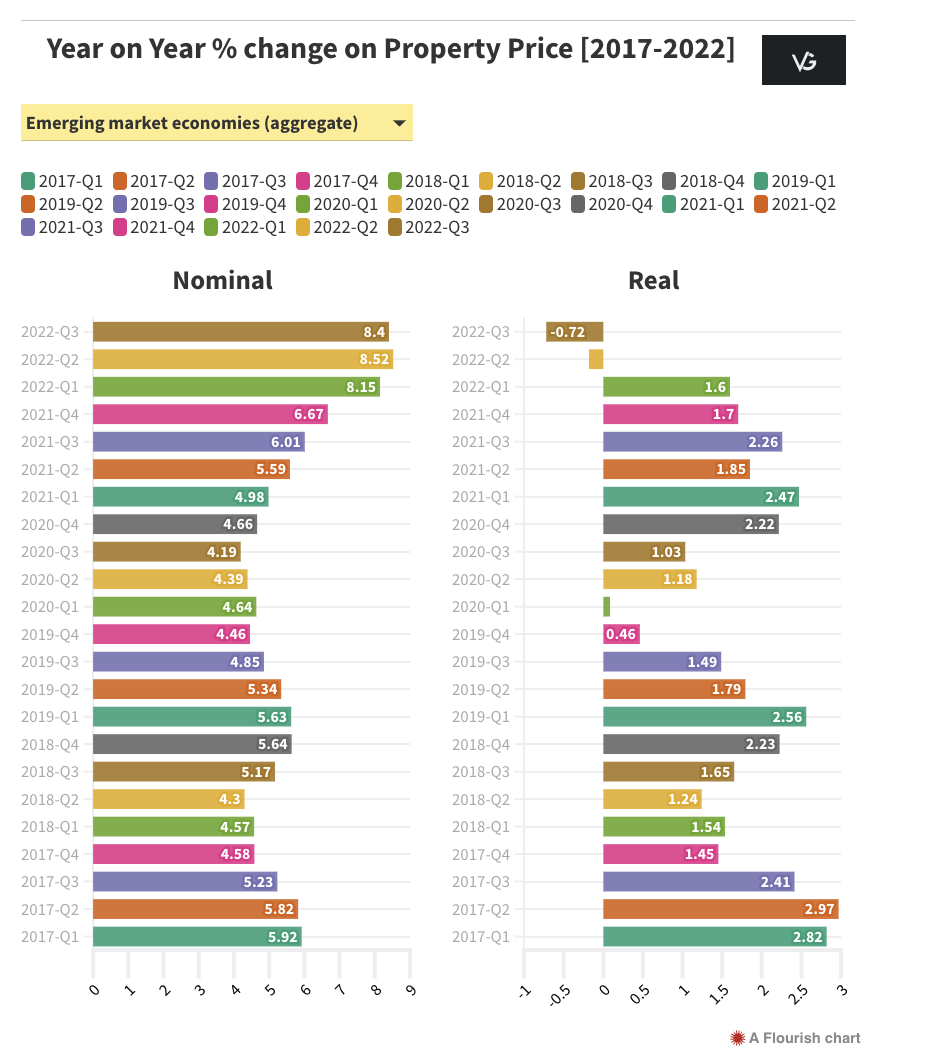 Year on Year % change on Property Price [2017-2022]
VG
Emerging market economies (aggregate)
2017-Q1 2017-Q2 2017-Q3 2017-Q4 2018-Q1 2018-Q2 2018-Q3 2018-Q4 2019-Q1
2019-Q2 2019-Q3 2019-Q4 2020-Q1 2020-Q2 2020-Q3 2020-Q4 2021-Q1 2021-Q2
2021-Q3 2021-Q4 2022-Q1 2022-Q2 2022-Q3
Nominal
2022-Q3 8.4
2022-Q2 8.52
2022-Q1 8.15
2021-Q4 6.67
2021-Q3 6.01
2021-Q2 5.59
2021-Q1 4.98
2020-Q4 4.66
2020-Q3 4.19
2020-Q2 4.39
2020-Q1 4.64
2019-Q4 4.46
2019-Q3 4.85
2019-Q2 5.34
2019-Q1 5.63
2018-Q4 5.64
2018-Q3 5.17
2018-Q2 4.3
2018-Q1 4.57
2017-Q4 4.58
2017-Q3 5.23
2017-Q2 5.82
2017-Q1 5.92
0 1 2 3 4 5 6 7 8 9
Real
2022-Q3 -0.72
2022-Q2
2022-Q1 1.6
2021-Q4 1.7
2021-Q3 2.26
2021-Q2 1.85
2021-Q1 2.47
2020-Q4 2.22
2020-Q3 1.03
2020-Q2 1.18
2020-Q1
2019-Q4 0.46
2019-Q3 1.49
2019-Q2 1.79
2019-Q1 2.56
2018-Q4 2.23
2018-Q3 1.65
2018-Q2 1.24
2018-Q1 1.54
2017-Q4 1.45
2017-Q3 2.41
2017-Q2 2.97
2017-Q1 2.82
-1 -0.5 0 0.5 1 1.5 2 2.5 3
A Flourish chart